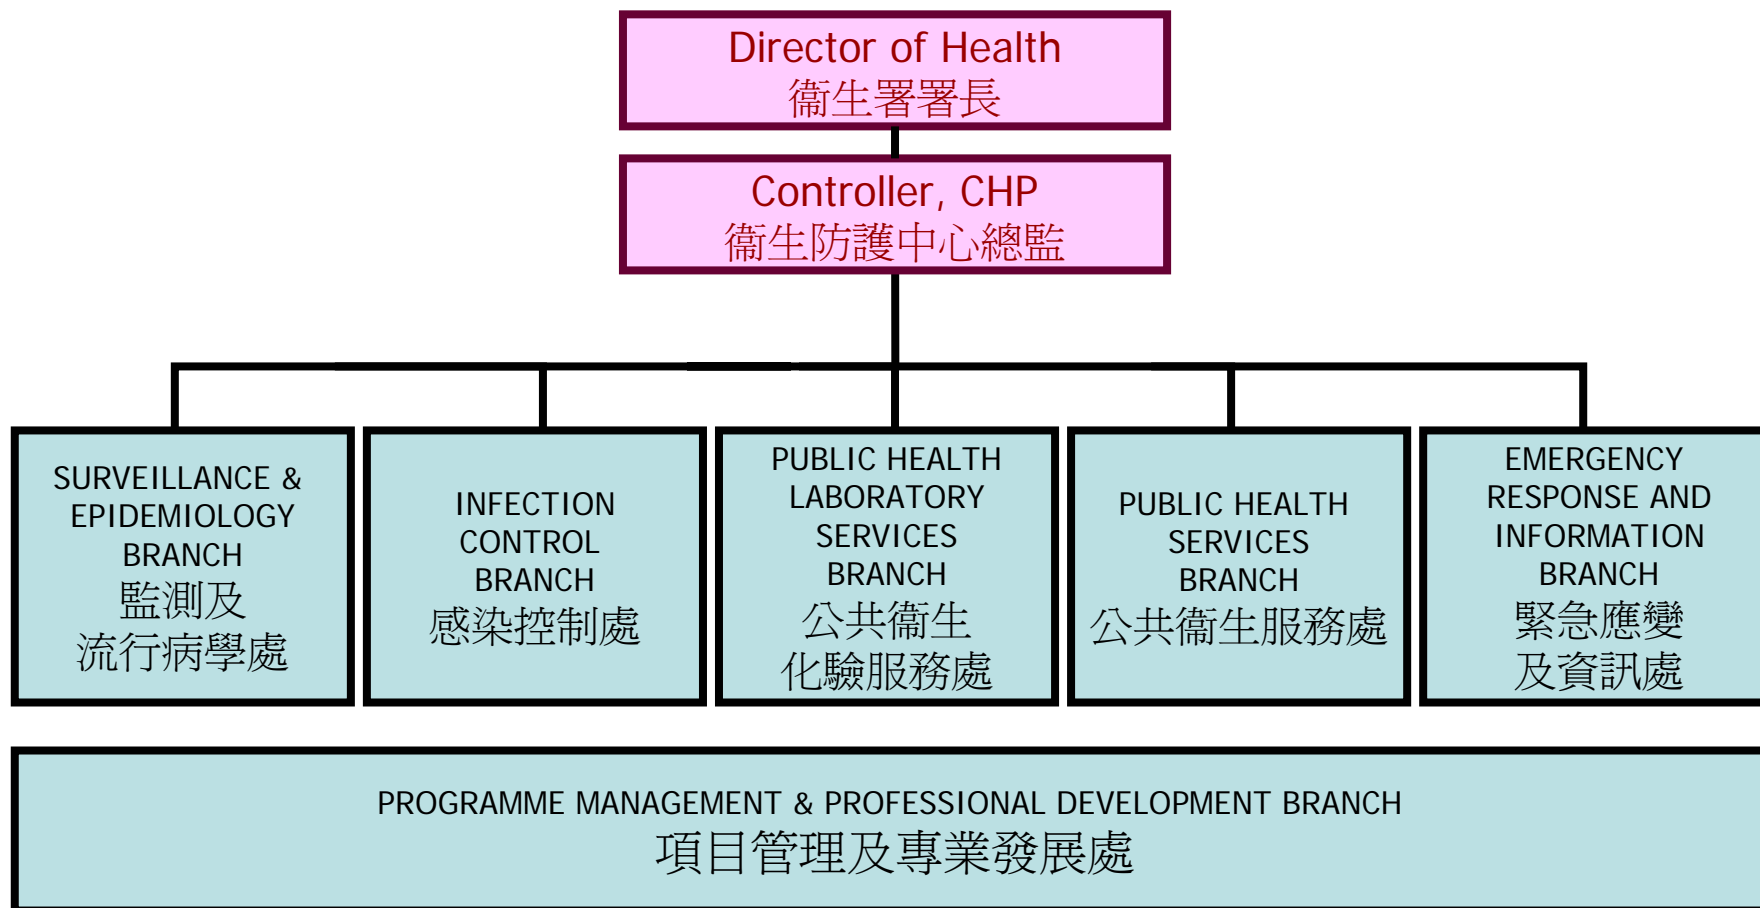 Director of Health
衞生署署長
Controller, CHP
衞生防護中心總監
SURVEILLANCE &
EPIDEMIOLOGY
BRANCH
監測及
流行病學處
INFECTION
CONTROL
BRANCH
感染控制處
PUBLIC HEALTH
LABORATORY
SERVICES
BRANCH
公共衞生
化驗服務處
PUBLIC HEALTH
SERVICES
BRANCH
公共衞生服務處
EMERGENCY
RESPONSE AND
INFORMATION
BRANCH
緊急應變
及資訊處
PROGRAMME MANAGEMENT & PROFESSIONAL DEVELOPMENT BRANCH
項目管理及專業發展處